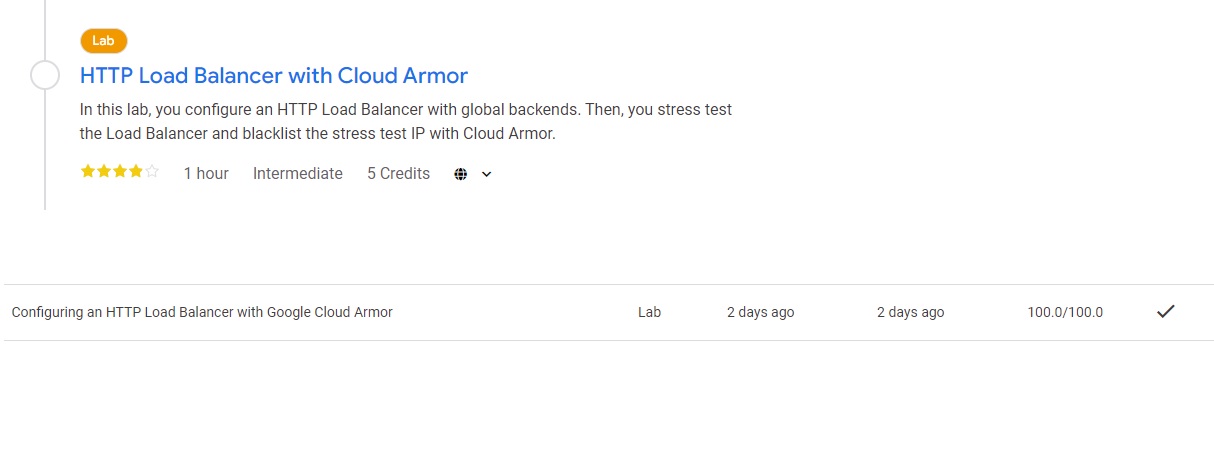 Lab
HTTP Load Balancer with Cloud Armor
In this lab, you configure an HTTP Load Balancer with global backends. Then, you stress test
the Load Balancer and blacklist the stress test IP with Cloud Armor.
1 hour Intermediate 5 Credits
Configuring an HTTP Load Balancer with Google Cloud Armor Lab 2 days ago 2 days ago 100.0/100.0